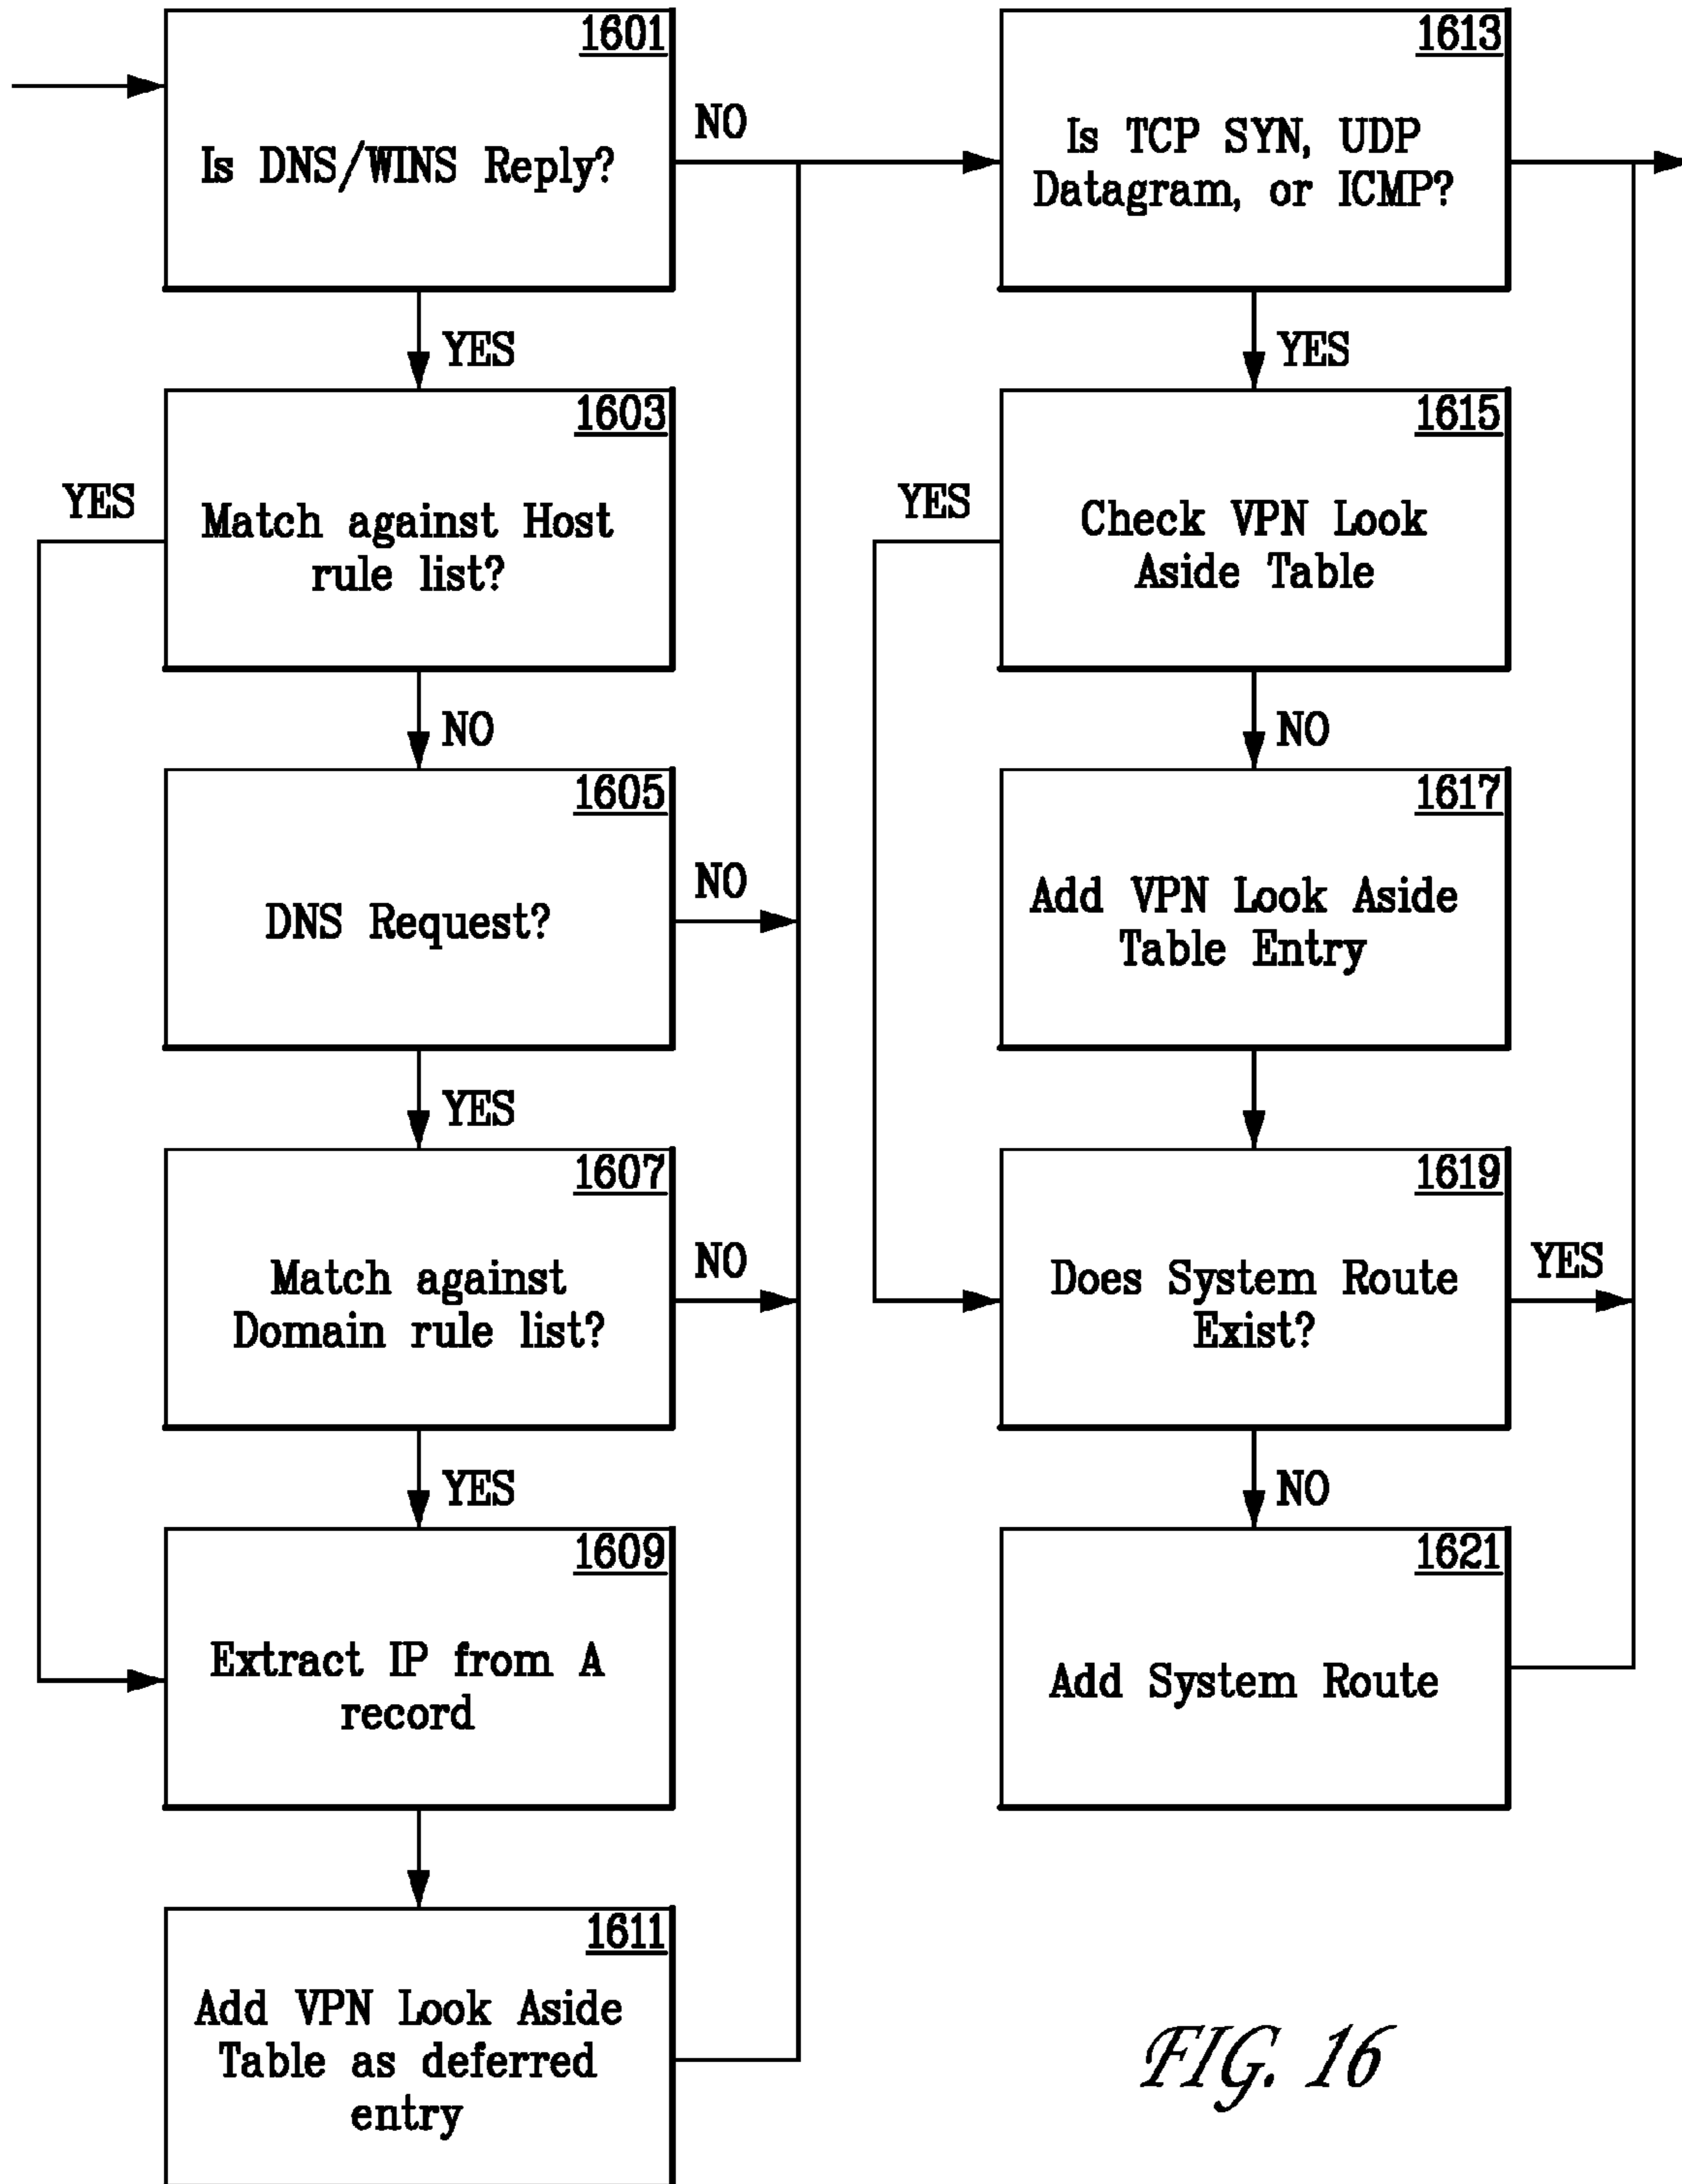 1601
Is DNS/WINS Reply?
NO
YES
1603
YES
Match against Host
rule list?
NO
1605
DNS Request?
NO
YES
1607
Match against
Domain rule list?
NO
YES
1609
Extract IP from A
record
1611
Add VPN Look Aside
Table as deferred
entry
1613
Is TCP SYN, UDP
Datagram, or ICMP?
YES
1615
YES
Check VPN Look
Aside Table
NO
1617
Add VPN Look Aside
Table Entry
1619
Does System Route
Exist?
YES
NO
1621
Add System Route
FIG. 16